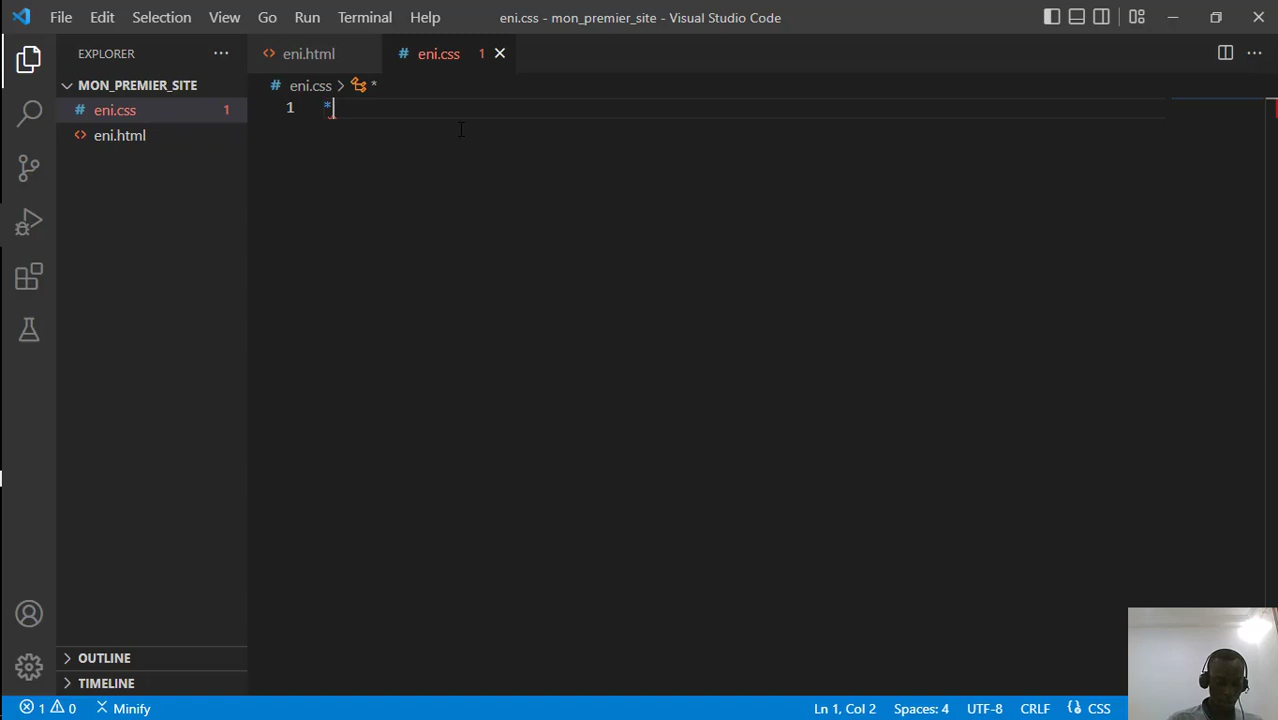 File Edit Selection View Go Run Terminal Help
eni.css - mon_premier_site - Visual Studio Code
EXPLORER
eni.html
# eni.css 1
MON_PREMIER_SITE
# eni.css > *
# eni.css 1
1 *
<> eni.html
OUTLINE
TIMELINE
1 0 Minify
Ln 1, Col 2 Spaces: 4 UTF-8 CRLF CSS